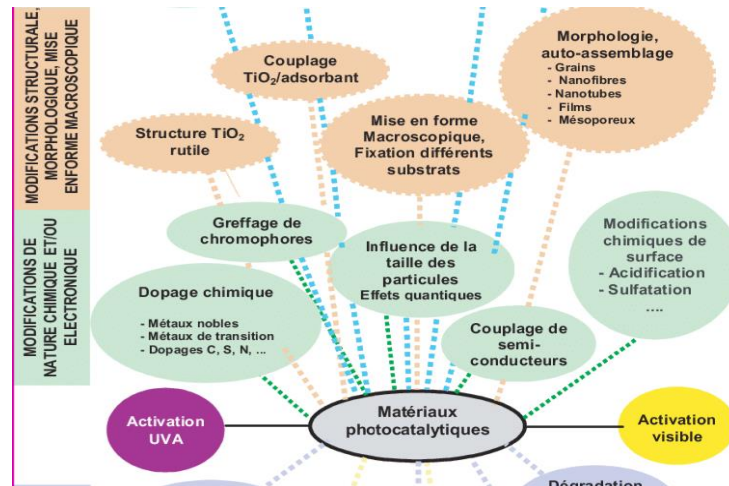 MODIFICATIONS STRUCTURALE,
MORPHOLOGIQUE, MISE
ENFORME MACROSCOPIQUE
Couplage
TiO₂/adsorbant
Morphologie,
auto-assemblage
- Grains
- Nanofibres
- Nanotubes
- Films
- Mésoporeux
Structure TiO₂
rutile
Mise en forme
Macroscopique,
Fixation différents
substrats
MODIFICATIONS DE
NATURE CHIMIQUE ET/OU
ELECTRONIQUE
Greffage de
chromophores
Influence de la
taille des
particules
Effets quantiques
Modifications
chimiques de
surface
- Acidification
- Sulfatation
....
Dopage chimique
- Métaux nobles
- Métaux de transition
- Dopages C, S, N, ...
Couplage de
semi-
conducteurs
Activation
UVA
Matériaux
photocatalytiques
Activation
visible
Dégradation